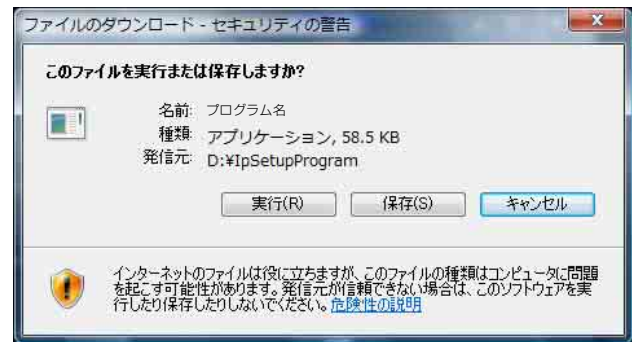 ファイルのダウンロード - セキュリティの警告
このファイルを実行または保存しますか?
名前: プログラム名
種類: アプリケーション, 58.5 KB
発信元: D:¥IpSetupProgram
実行(R) 保存(S) キャンセル
インターネットのファイルは役に立ちますが、このファイルの種類はコンピュータに問題
を起こす可能性があります。発信元が信頼できない場合は、このソフトウェアを実
行したり保存したりしないでください。危険性の説明